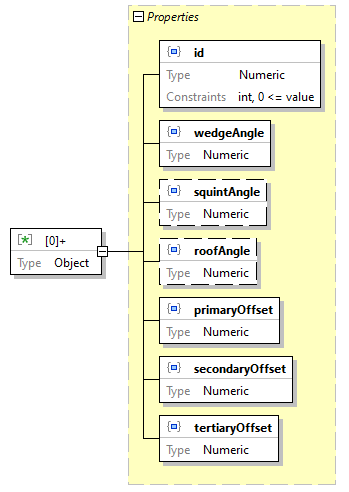 Properties
id
Type Numeric
Constraints int, 0 <= value
wedgeAngle
Type Numeric
squintAngle
Type Numeric
[0]+
Type Object
roofAngle
Type Numeric
primaryOffset
Type Numeric
secondaryOffset
Type Numeric
tertiaryOffset
Type Numeric